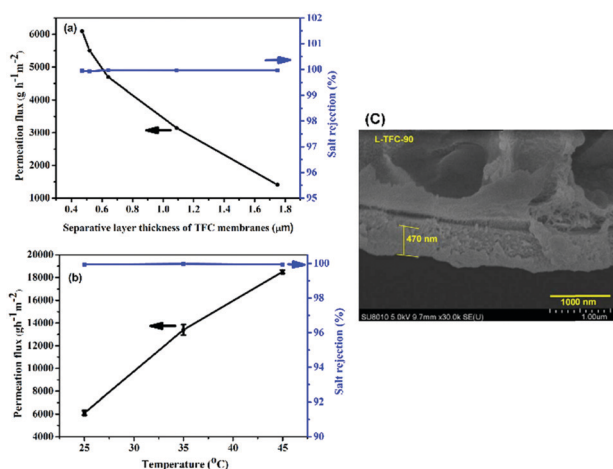 (a)
6000
5000
4000
3000
2000
1000
102
101
100
99
98
97
96
95
0.4 0.6 0.8 1.0 1.2 1.4 1.6 1.8
Permeation flux (g h⁻¹m⁻²)
Salt rejection (%)
Separative layer thickness of TFC membranes (μm)
(b)
20000
18000
16000
14000
12000
10000
8000
6000
4000
100
98
96
94
92
91
90
25 30 35 40 45
Permeation flux (gh⁻¹m⁻²)
Salt rejection (%)
Temperature (⁰C)
(C)
L-TFC-90
470 nm
1000 nm
SU8010 5.0kV 9.7mm x30.0k SE(U)
1.00um